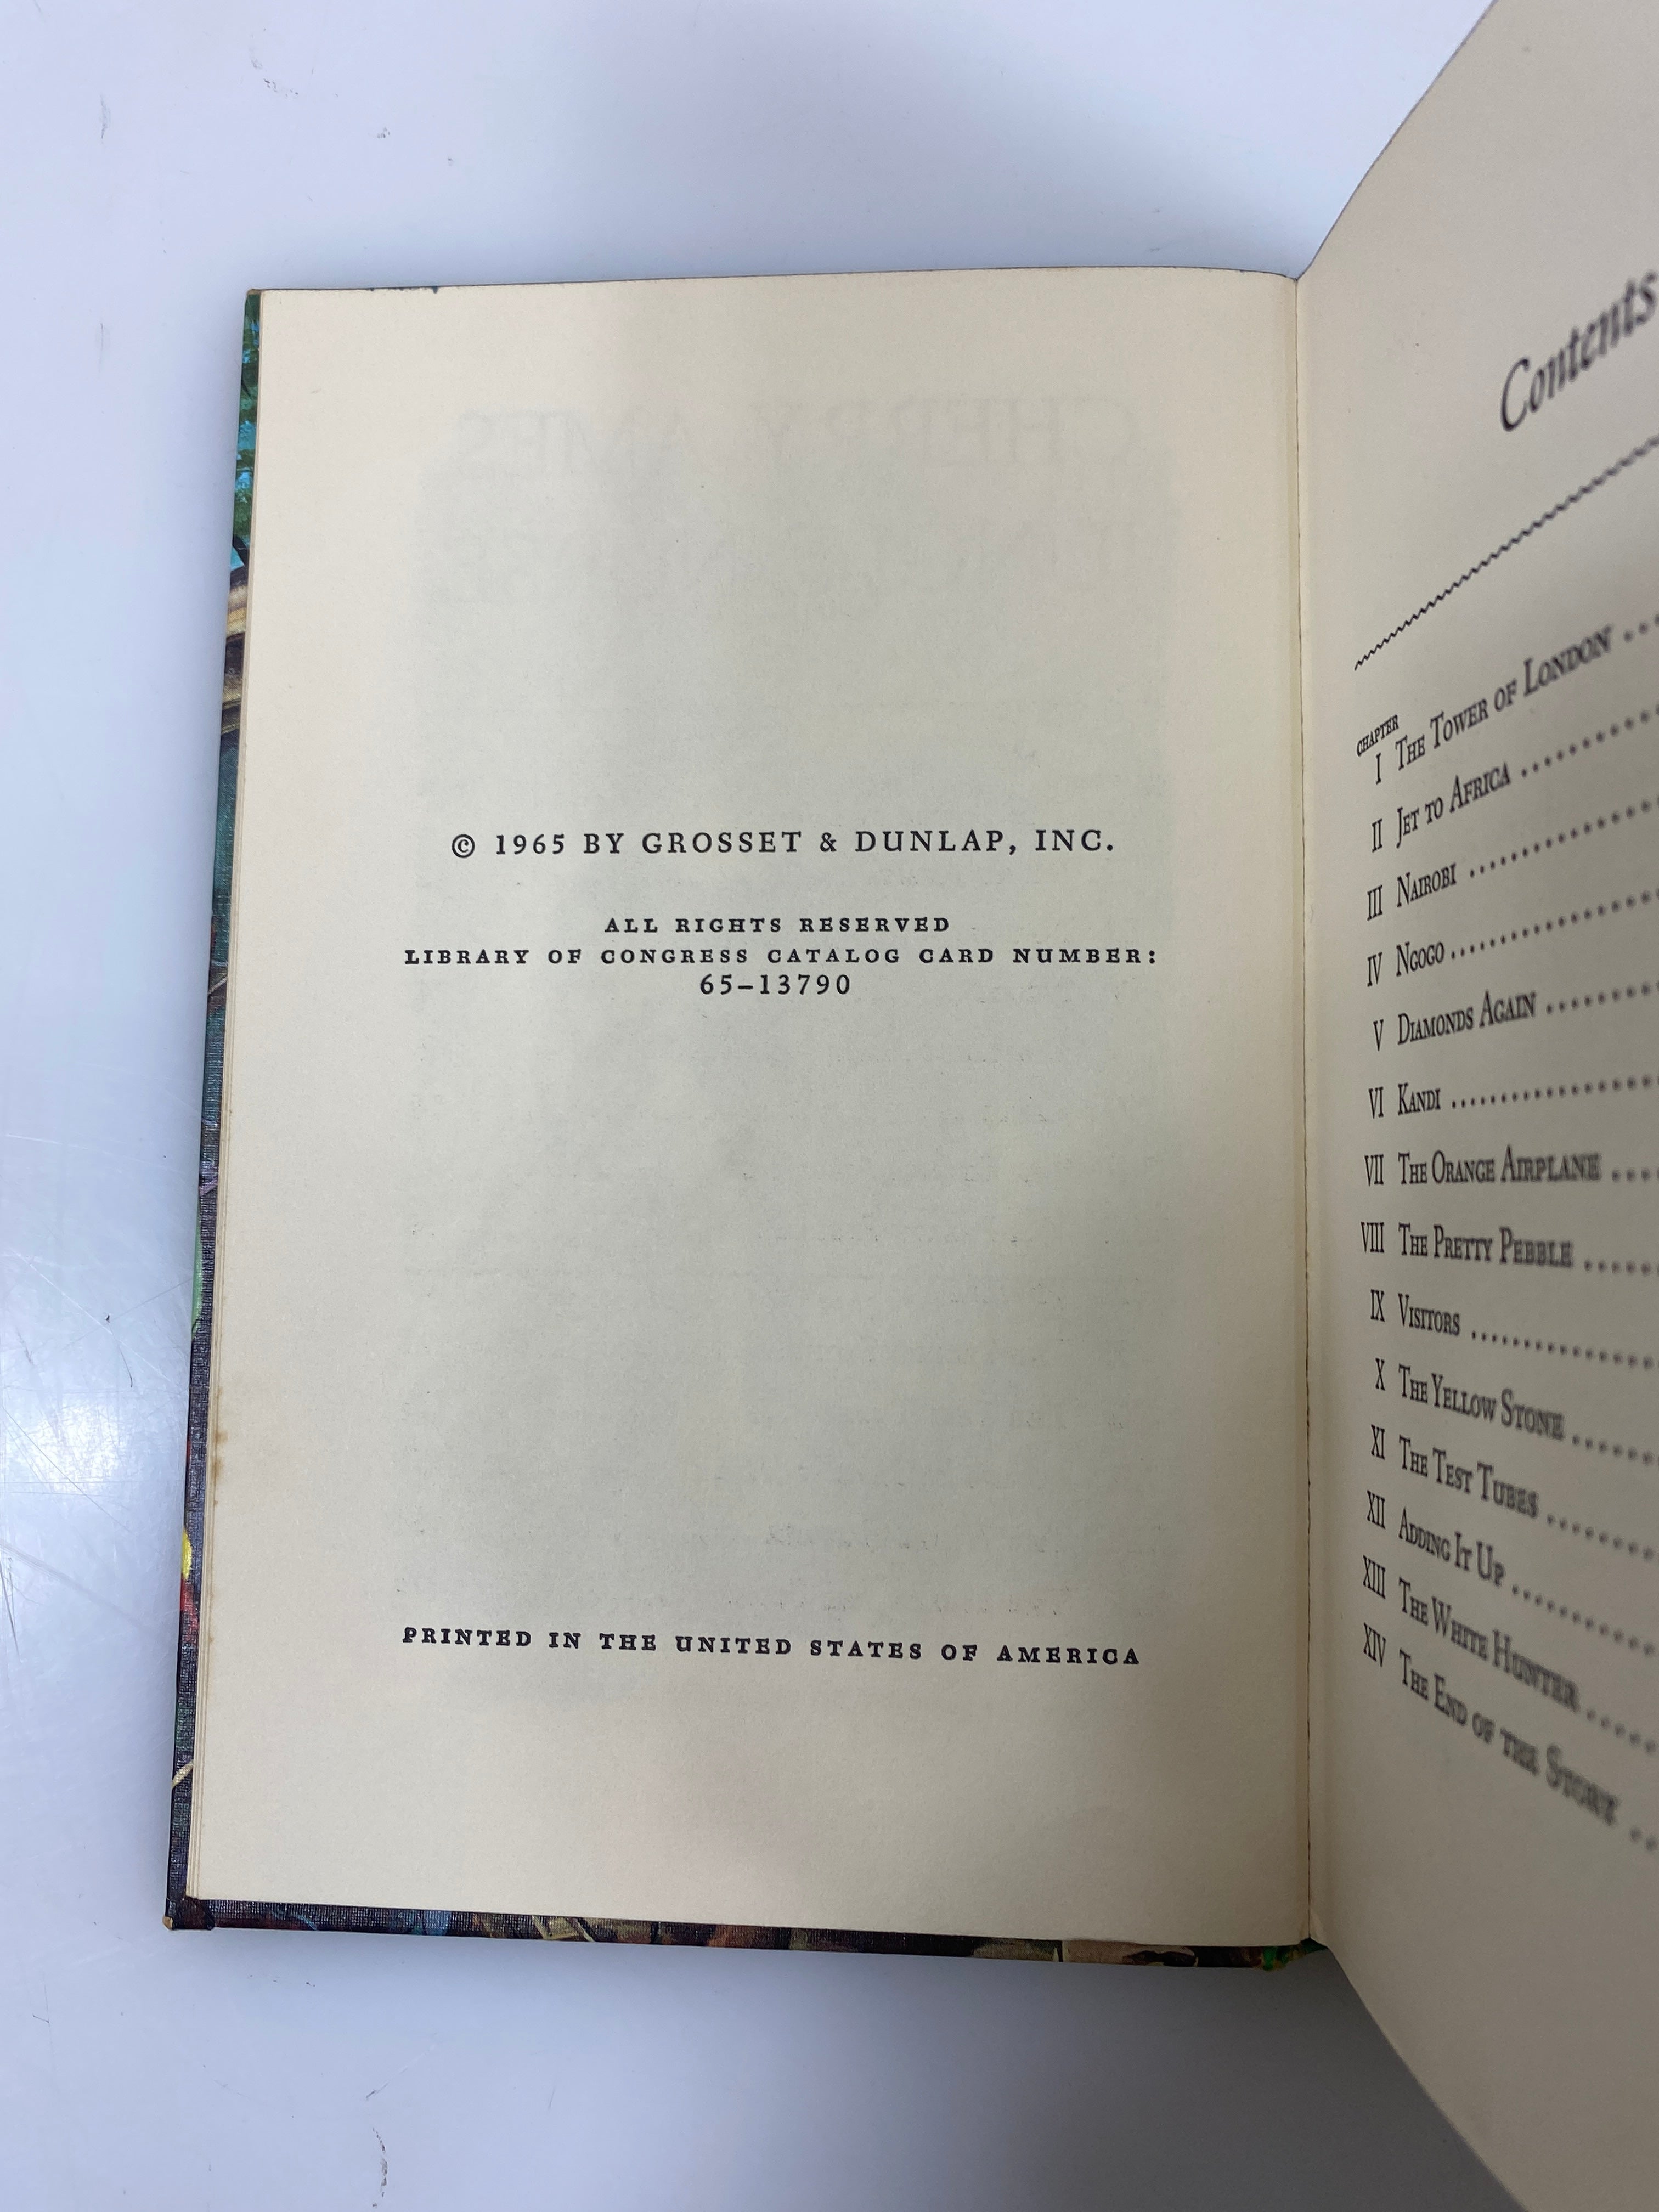 © 1965 BY GROSSET & DUNLAP, INC.
ALL RIGHTS RESERVED
LIBRARY OF CONGRESS CATALOG CARD NUMBER:
65–13790
PRINTED IN THE UNITED STATES OF AMERICA
Contents
CHAPTER
I THE TOWER OF LONDON
II JET TO AFRICA
III NAIROBI
IV NGOGO
V DIAMONDS AGAIN
VI KANDI
VII THE ORANGE AIRPLANE
VIII THE PRETTY PEBBLE
IX VISITORS
X THE YELLOW STONE
XI THE TEST TUBES
XII ADDING IT UP
XIII THE WHITE HUNTER
XIV THE END OF THE STONE